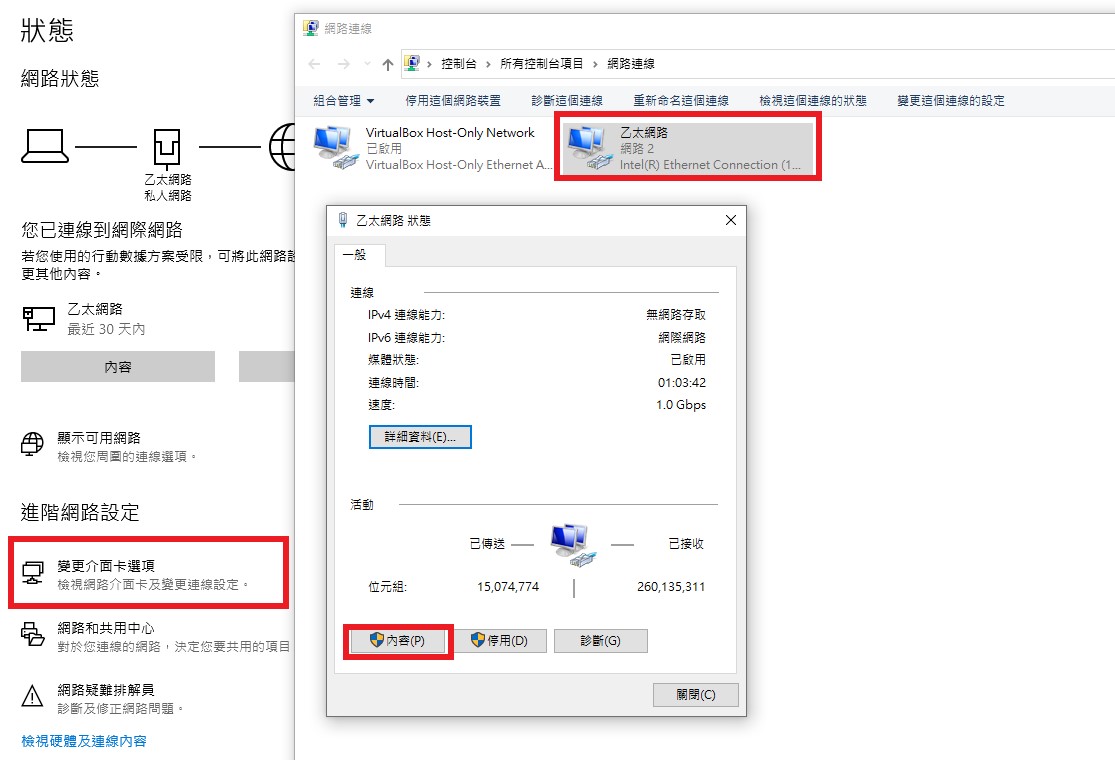 狀態
網路狀態
乙太網路
私人網路
您已連線到網際網路
若您使用的行動數據方案受限，可將此網路設
更其他內容。
乙太網路
最近 30 天內
內容
顯示可用網路
檢視您周圍的連線選項。
進階網路設定
變更介面卡選項
檢視網路介面卡及變更連線設定。
網路和共用中心
對於您連線的網路，決定您要共用的項目
網路疑難排解員
診斷及修正網路問題。
檢視硬體及連線內容
網路連線
控制台 › 所有控制台項目 › 網路連線
組合管理 停用這個網路裝置 診斷這個連線 重新命名這個連線 檢視這個連線的狀態 變更這個連線的設定
VirtualBox Host-Only Network
已啟用
VirtualBox Host-Only Ethernet A...
乙太網路
網路 2
Intel(R) Ethernet Connection (1...
乙太網路 狀態
一般
連線
IPv4 連線能力: 無網路存取
IPv6 連線能力: 網際網路
媒體狀態: 已啟用
連線時間: 01:03:42
速度: 1.0 Gbps
詳細資料(E)...
活動
已傳送 已接收
位元組: 15,074,774 260,135,311
內容(P) 停用(D) 診斷(G)
關閉(C)